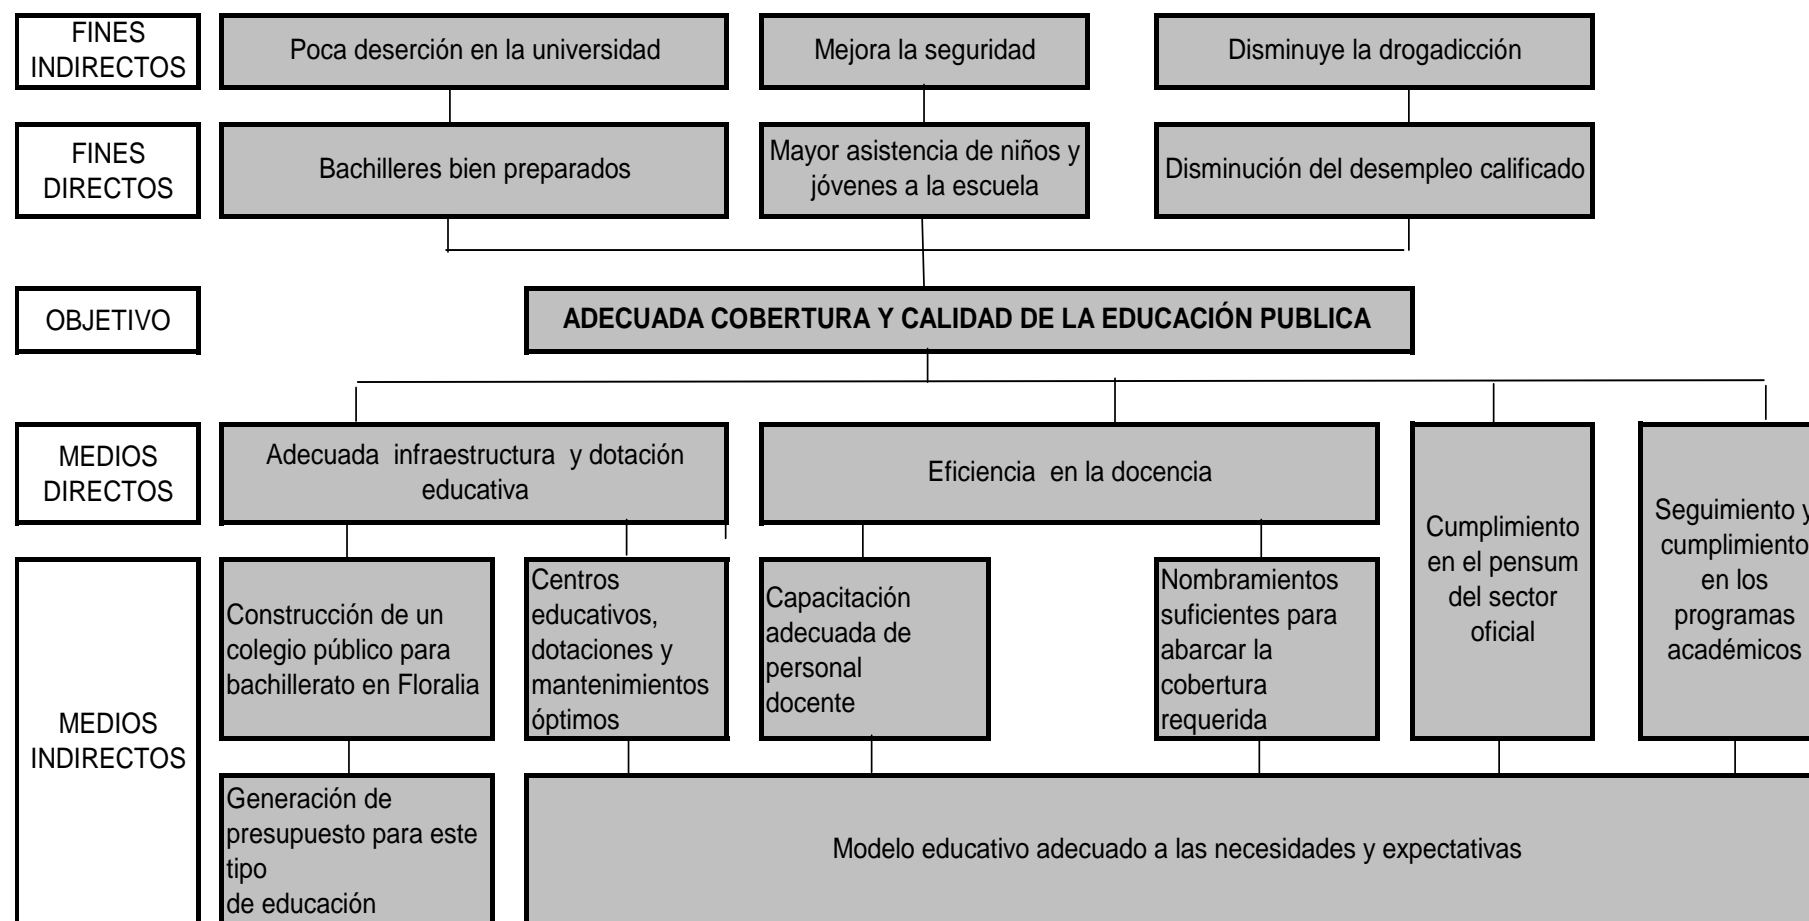 FINES
INDIRECTOS
Poca deserción en la universidad
Mejora la seguridad
Disminuye la drogadicción
FINES
DIRECTOS
Bachilleres bien preparados
Mayor asistencia de niños y
jóvenes a la escuela
Disminución del desempleo calificado
OBJETIVO
ADECUADA COBERTURA Y CALIDAD DE LA EDUCACIÓN PUBLICA
MEDIOS
DIRECTOS
Adecuada infraestructura y dotación
educativa
Eficiencia en la docencia
Cumplimiento
en el pensum
del sector
oficial
Seguimiento y
cumplimiento
en los
programas
académicos
MEDIOS
INDIRECTOS
Construcción de un
colegio público para
bachillerato en Floralia
Centros
educativos,
dotaciones y
mantenimientos
óptimos
Capacitación
adecuada de
personal
docente
Nombramientos
suficientes para
abarcar la
cobertura
requerida
Generación de
presupuesto para este
tipo
de educación
Modelo educativo adecuado a las necesidades y expectativas